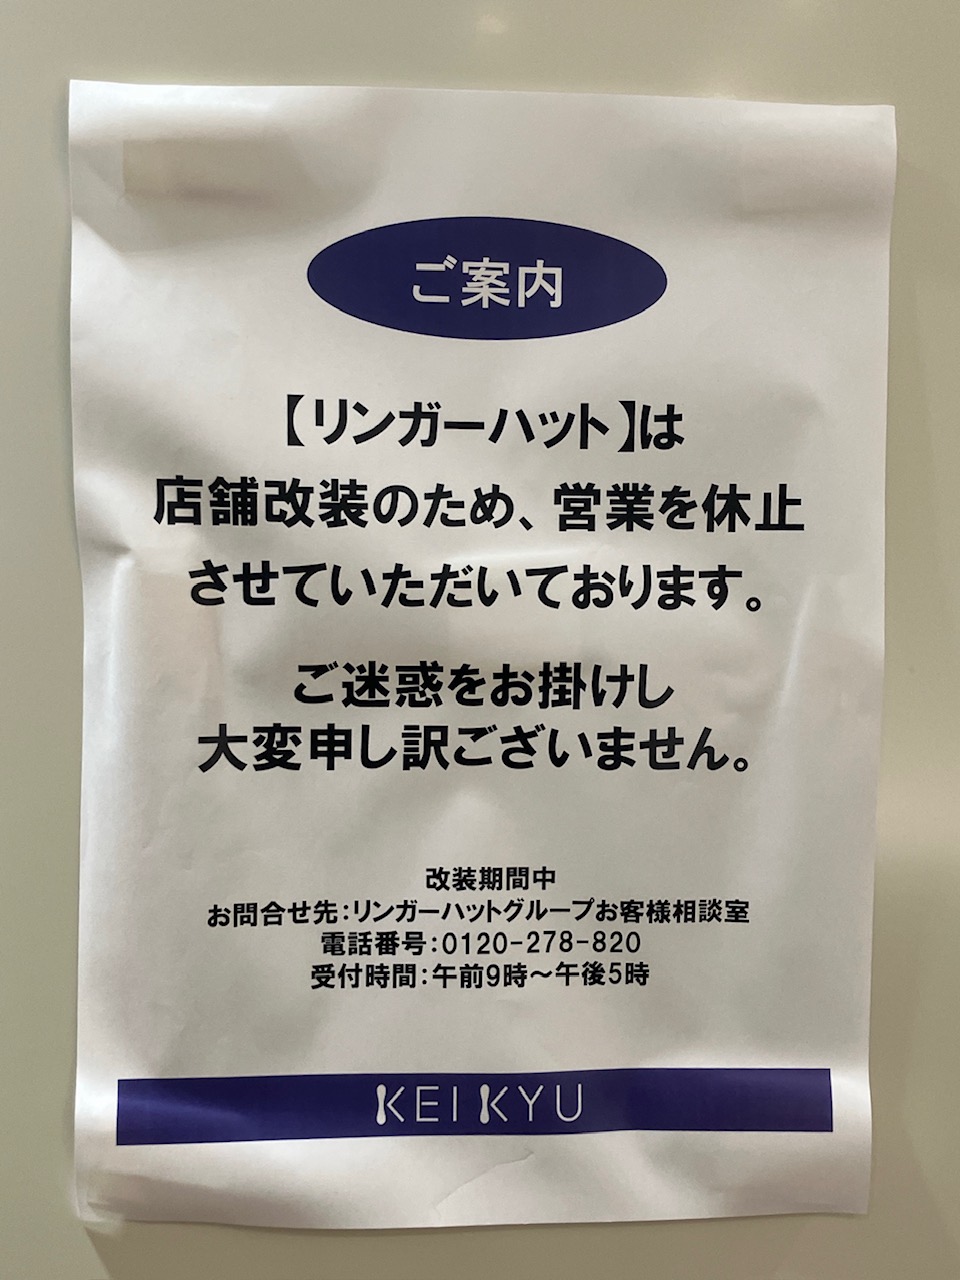 ご案内
【リンガーハット】は
店舗改装のため、営業を休止
させていただいております。
ご迷惑をお掛けし
大変申し訳ございません。
改装期間中
お問合せ先:リンガーハットグループお客様相談室
電話番号:0120-278-820
受付時間:午前9時～午後5時
KEIKYU